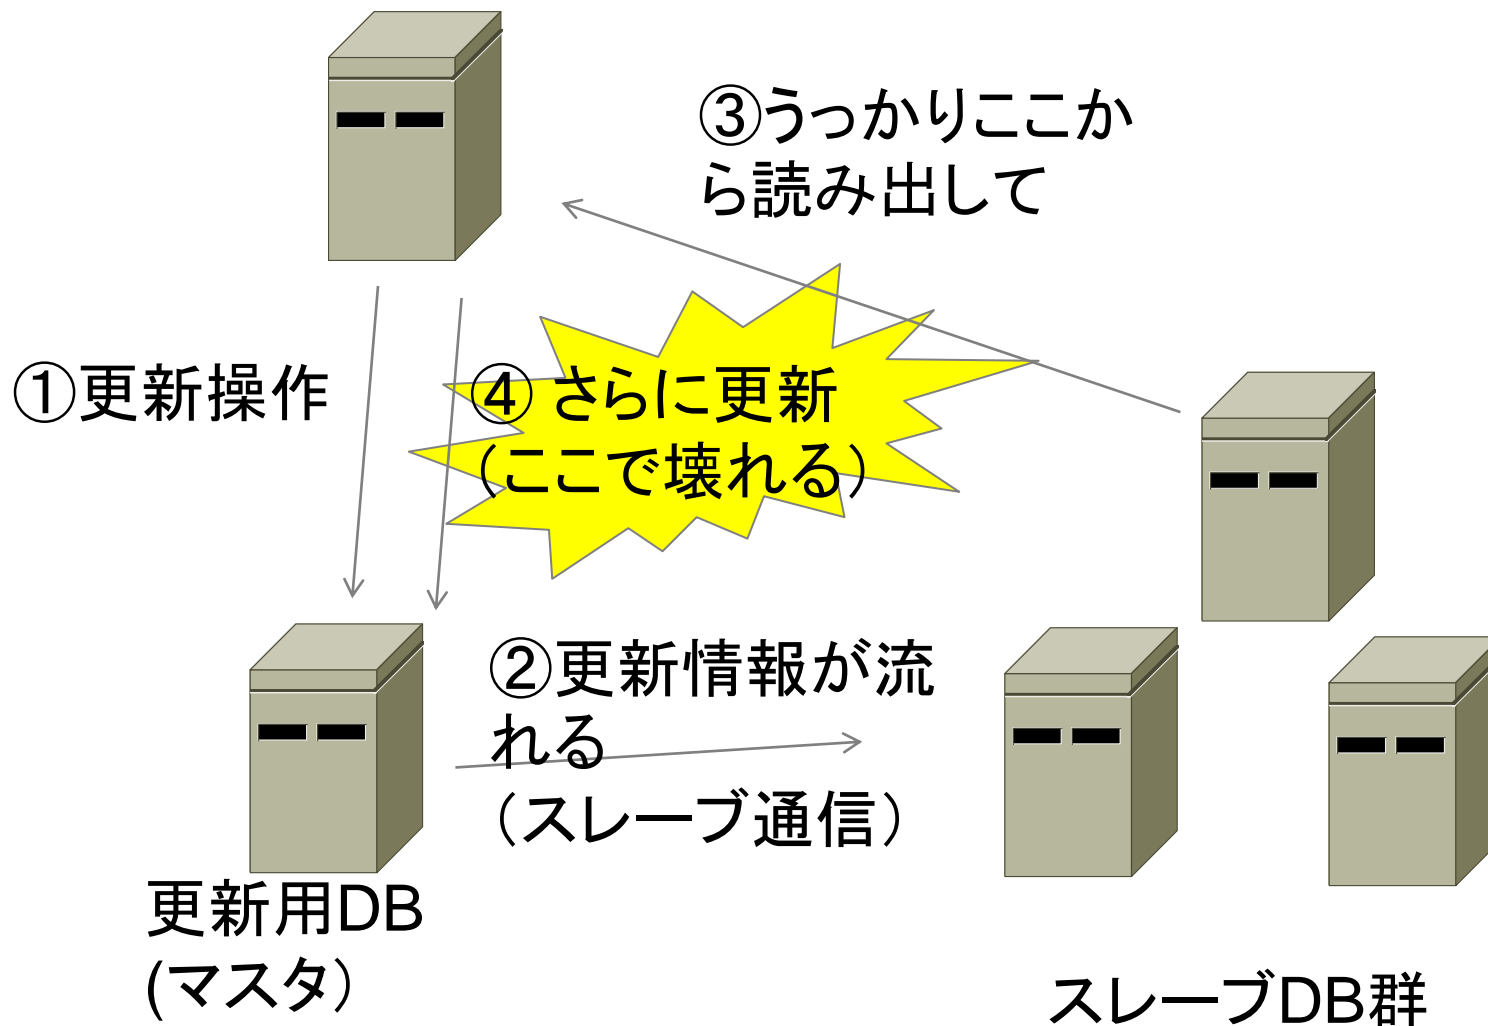 ③うっかりここか
ら読み出して
①更新操作
④ さらに更新
（ここで壊れる）
②更新情報が流
れる
（スレーブ通信）
更新用DB
(マスタ）
スレーブDB群